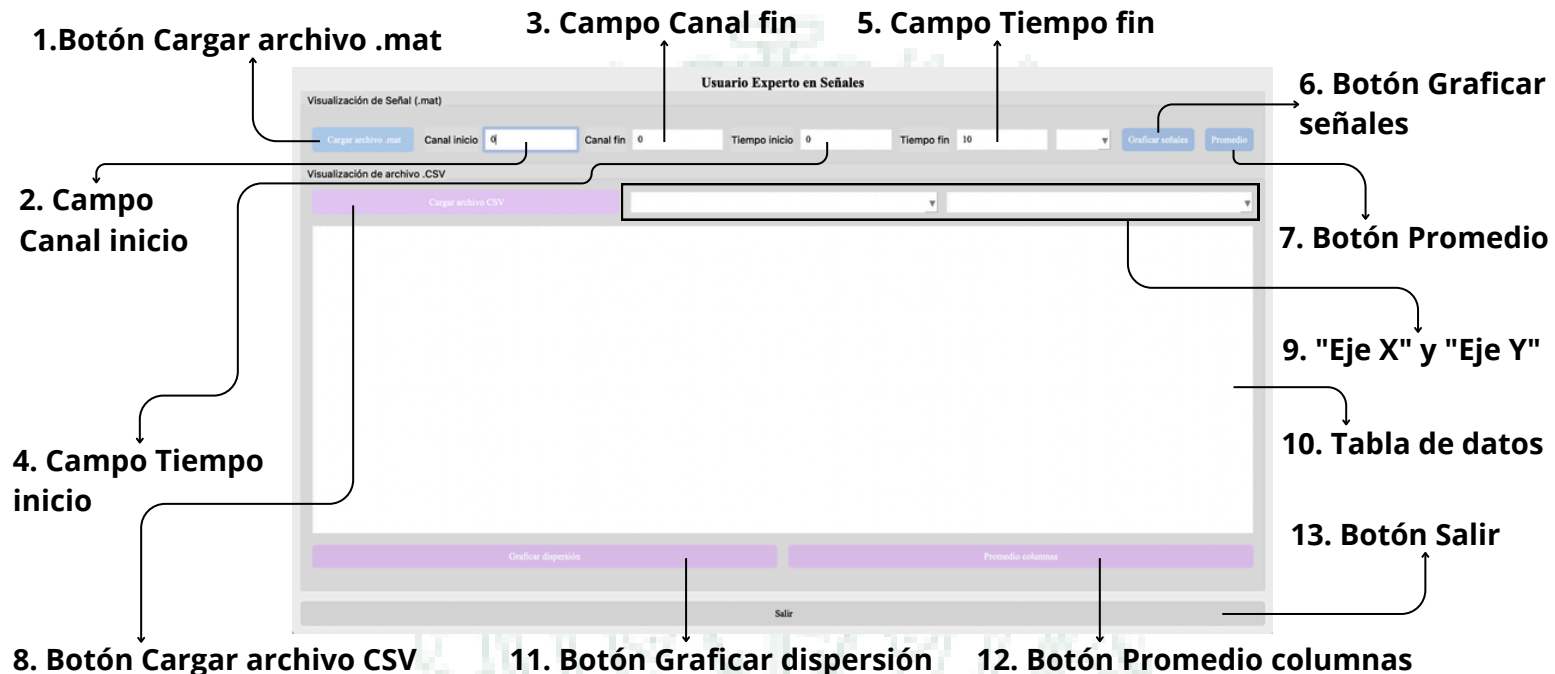 3. Campo Canal fin
5. Campo Tiempo fin
1.Botón Cargar archivo .mat
Usuario Experto en Señales
6. Botón Graficar
señales
Visualización de Señal (.mat)
Cargar archivo .mat
Canal inicio
0
Canal fin
0
Tiempo inicio
0
Tiempo fin
10
Graficar señales
Promedio
Visualización de archivo .CSV
2. Campo
Canal inicio
Cargar archivo CSV
7. Botón Promedio
9. "Eje X" y "Eje Y"
10. Tabla de datos
4. Campo Tiempo
inicio
13. Botón Salir
Graficar dispersión
Promedio columnas
Salir
8. Botón Cargar archivo CSV
11. Botón Graficar dispersión
12. Botón Promedio columnas